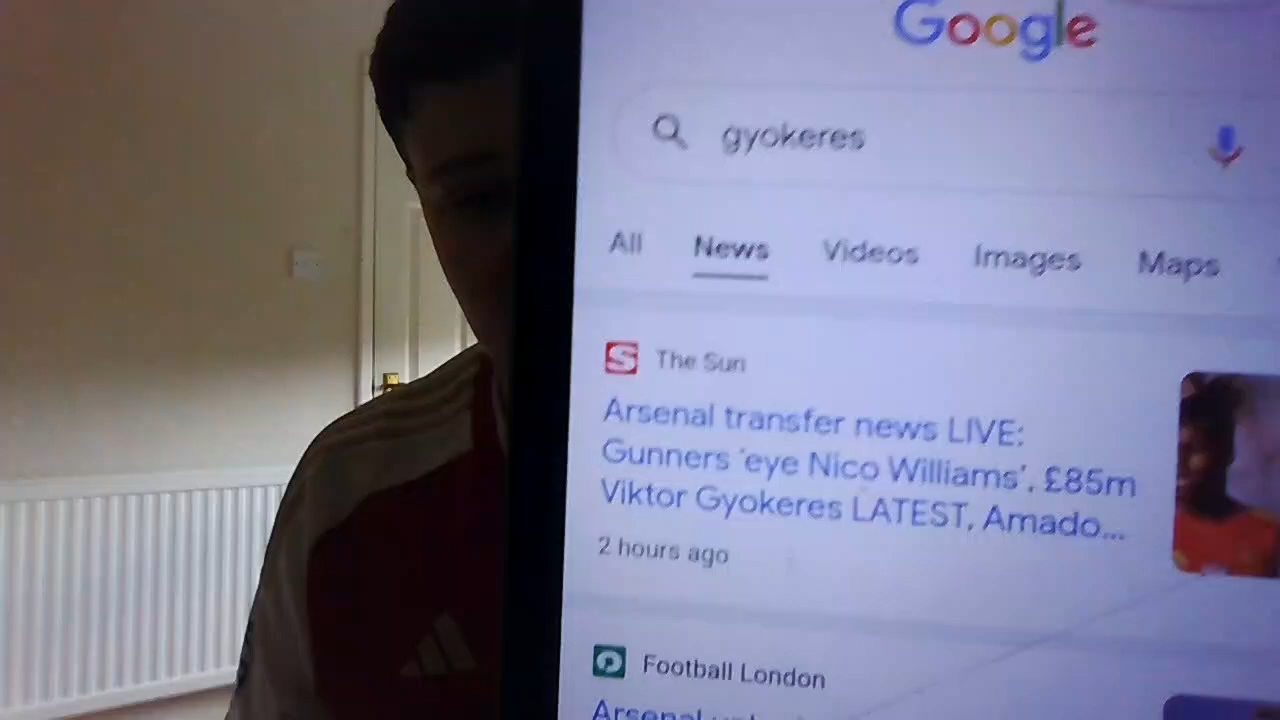 Google
gyokeres
All News Videos Images Maps
The Sun
Arsenal transfer news LIVE:
Gunners 'eye Nico Williams', £85m
Viktor Gyokeres LATEST, Amado...
2 hours ago
Football London
Arsenal